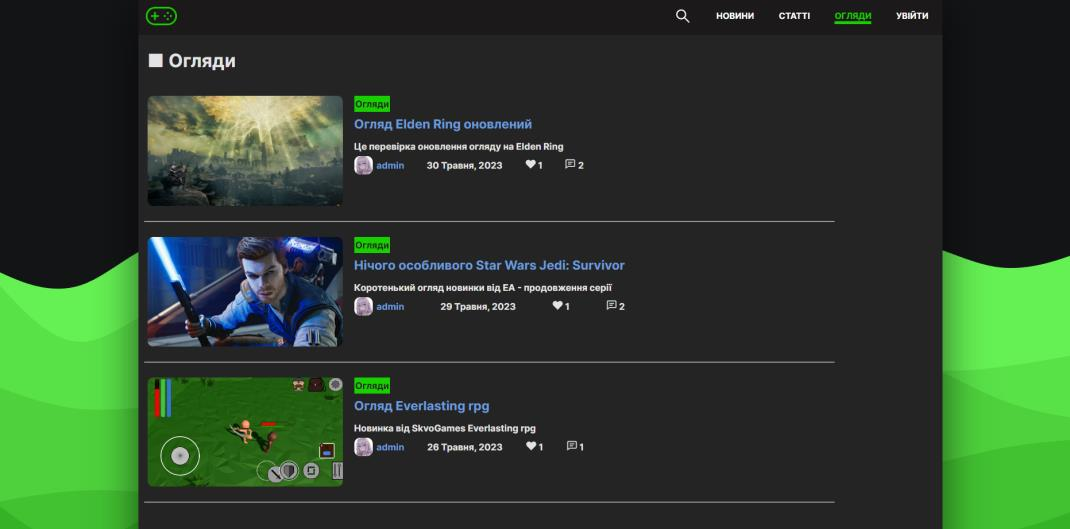 НОВИНИ СТАТТІ ОГЛЯДИ УВІЙТИ
Огляди
Огляди
Огляд Elden Ring оновлений
Це перевірка оновлення огляду на Elden Ring
admin 30 Травня, 2023 1 2
Огляди
Нічого особливого Star Wars Jedi: Survivor
Коротенький огляд новинки від EA - продовження серії
admin 29 Травня, 2023 1 2
Огляди
Огляд Everlasting rpg
Новинка від SkvoGames Everlasting rpg
admin 26 Травня, 2023 1 1